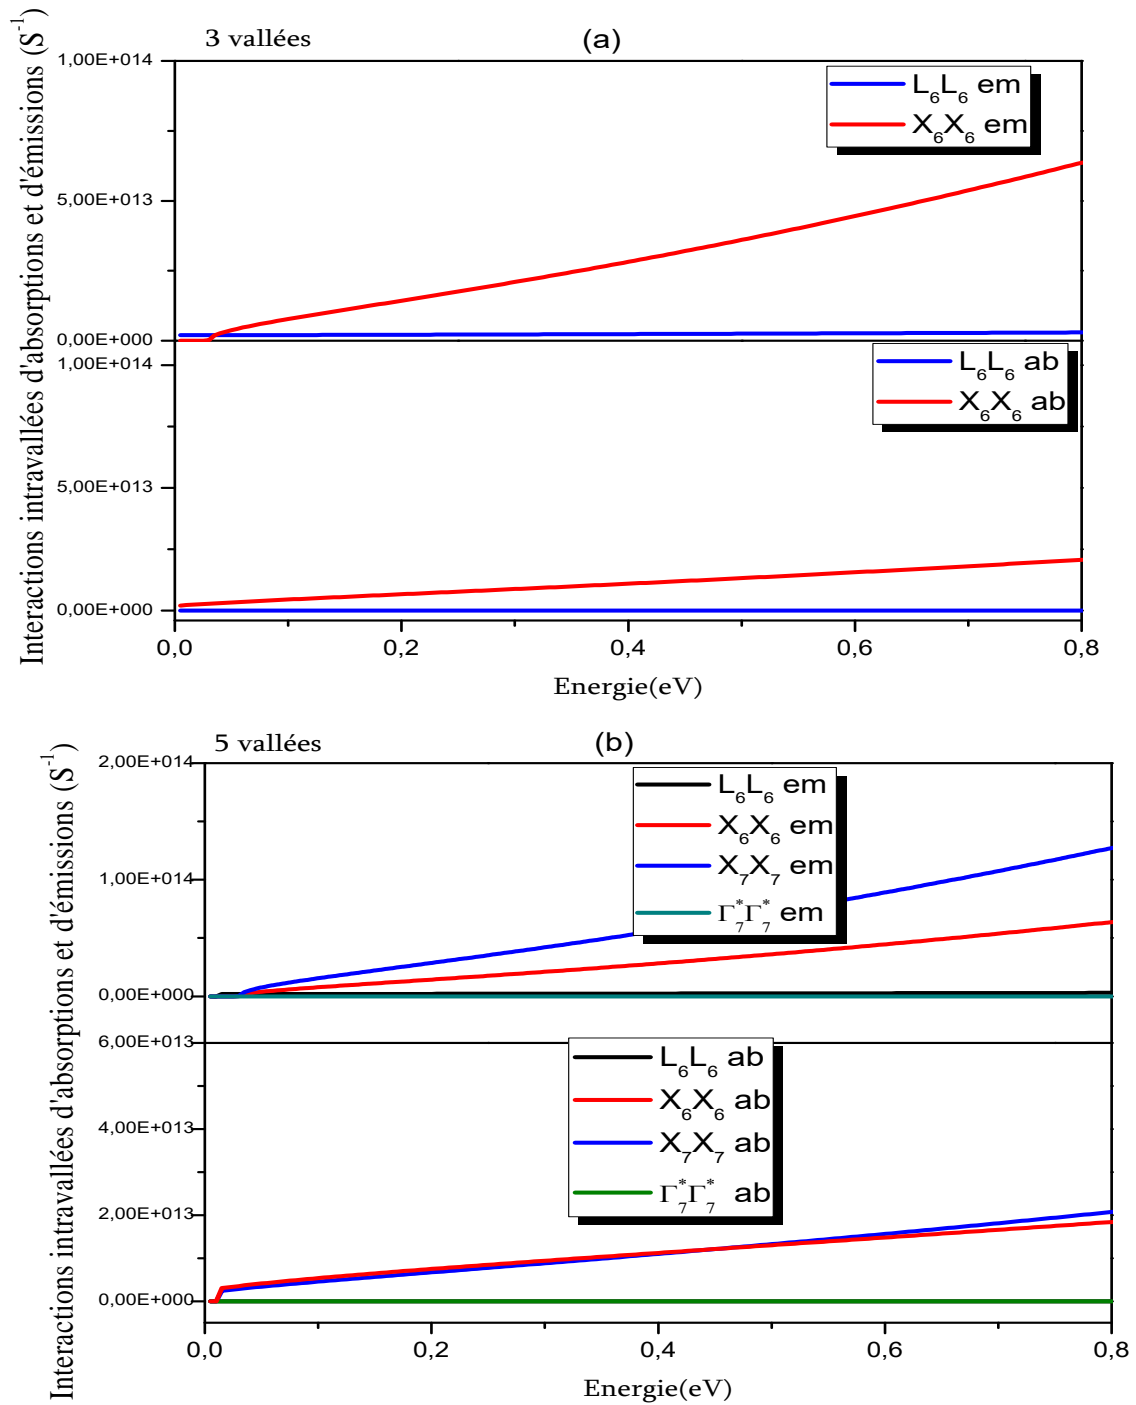 3 vallées
(a)
Interactions intravallées d'absorptions et d'émissions (S⁻¹)
1,00E+014
5,00E+013
0,00E+000
L₆L₆ em
X₆X₆ em
1,00E+014
5,00E+013
0,00E+000
L₆L₆ ab
X₆X₆ ab
0,0 0,2 0,4 0,6 0,8
Energie(eV)
5 vallées
(b)
Interactions intravallées d'absorptions et d'émissions (S⁻¹)
2,00E+014
1,00E+014
0,00E+000
L₆L₆ em
X₆X₆ em
X₇X₇ em
Γ₇*Γ₇* em
6,00E+013
4,00E+013
2,00E+013
0,00E+000
L₆L₆ ab
X₆X₆ ab
X₇X₇ ab
Γ₇*Γ₇* ab
0,0 0,2 0,4 0,6 0,8
Energie(eV)